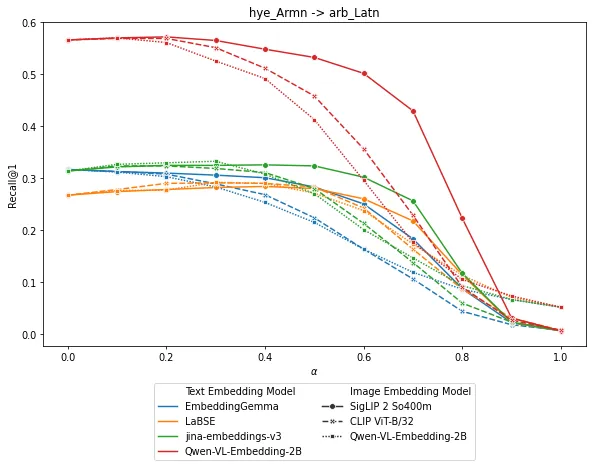 hye_Armn -> arb_Latn
Recall@1
0.6
0.5
0.4
0.3
0.2
0.1
0.0
0.0 0.2 0.4 0.6 0.8 1.0
α
Text Embedding Model Image Embedding Model
EmbeddingGemma SigLIP 2 So400m
LaBSE CLIP ViT-B/32
jina-embeddings-v3 Qwen-VL-Embedding-2B
Qwen-VL-Embedding-2B